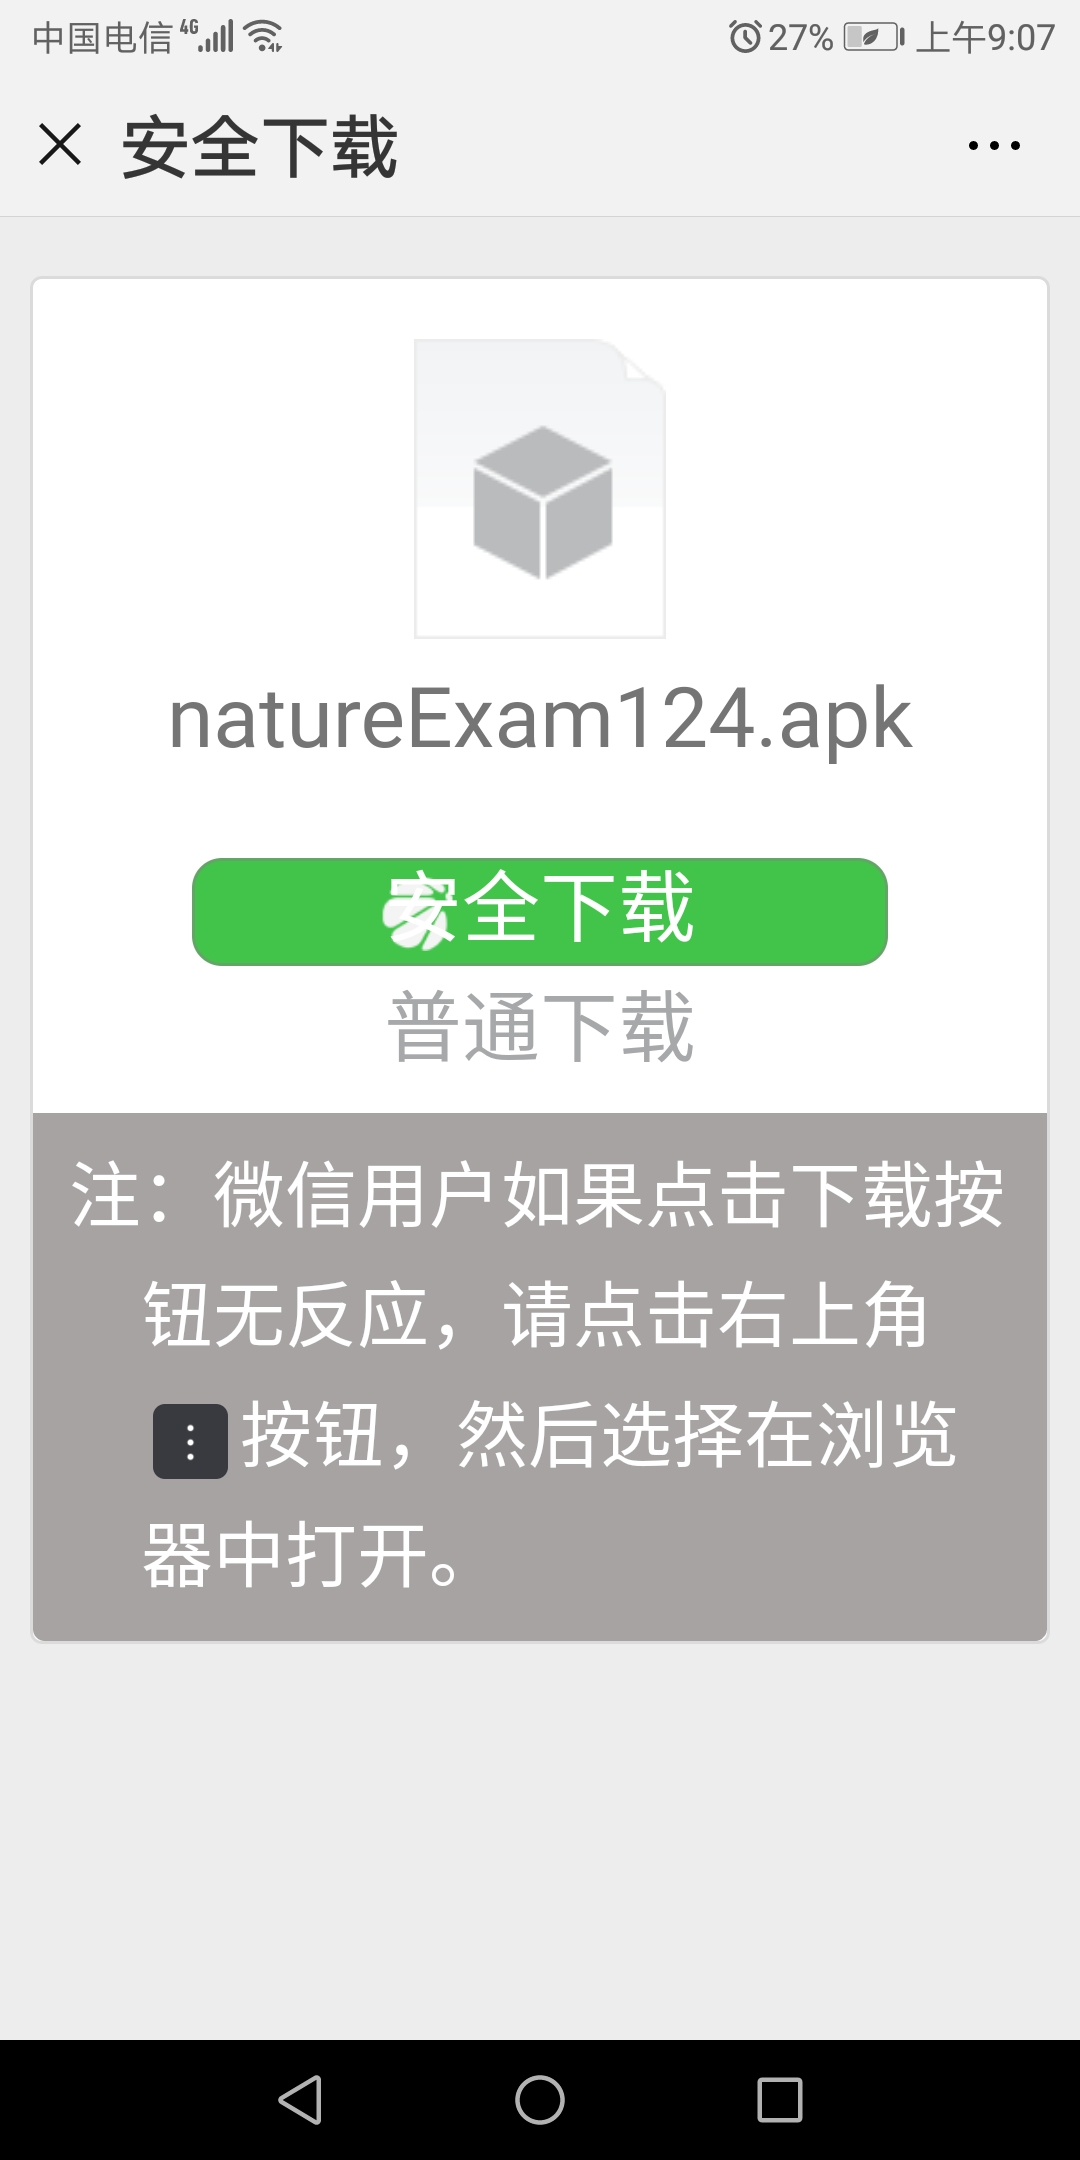 中国电信 4G 27% 上午9:07
安全下载
natureExam124.apk
安全下载
普通下载
注：微信用户如果点击下载按
钮无反应，请点击右上角
按钮，然后选择在浏览
器中打开。